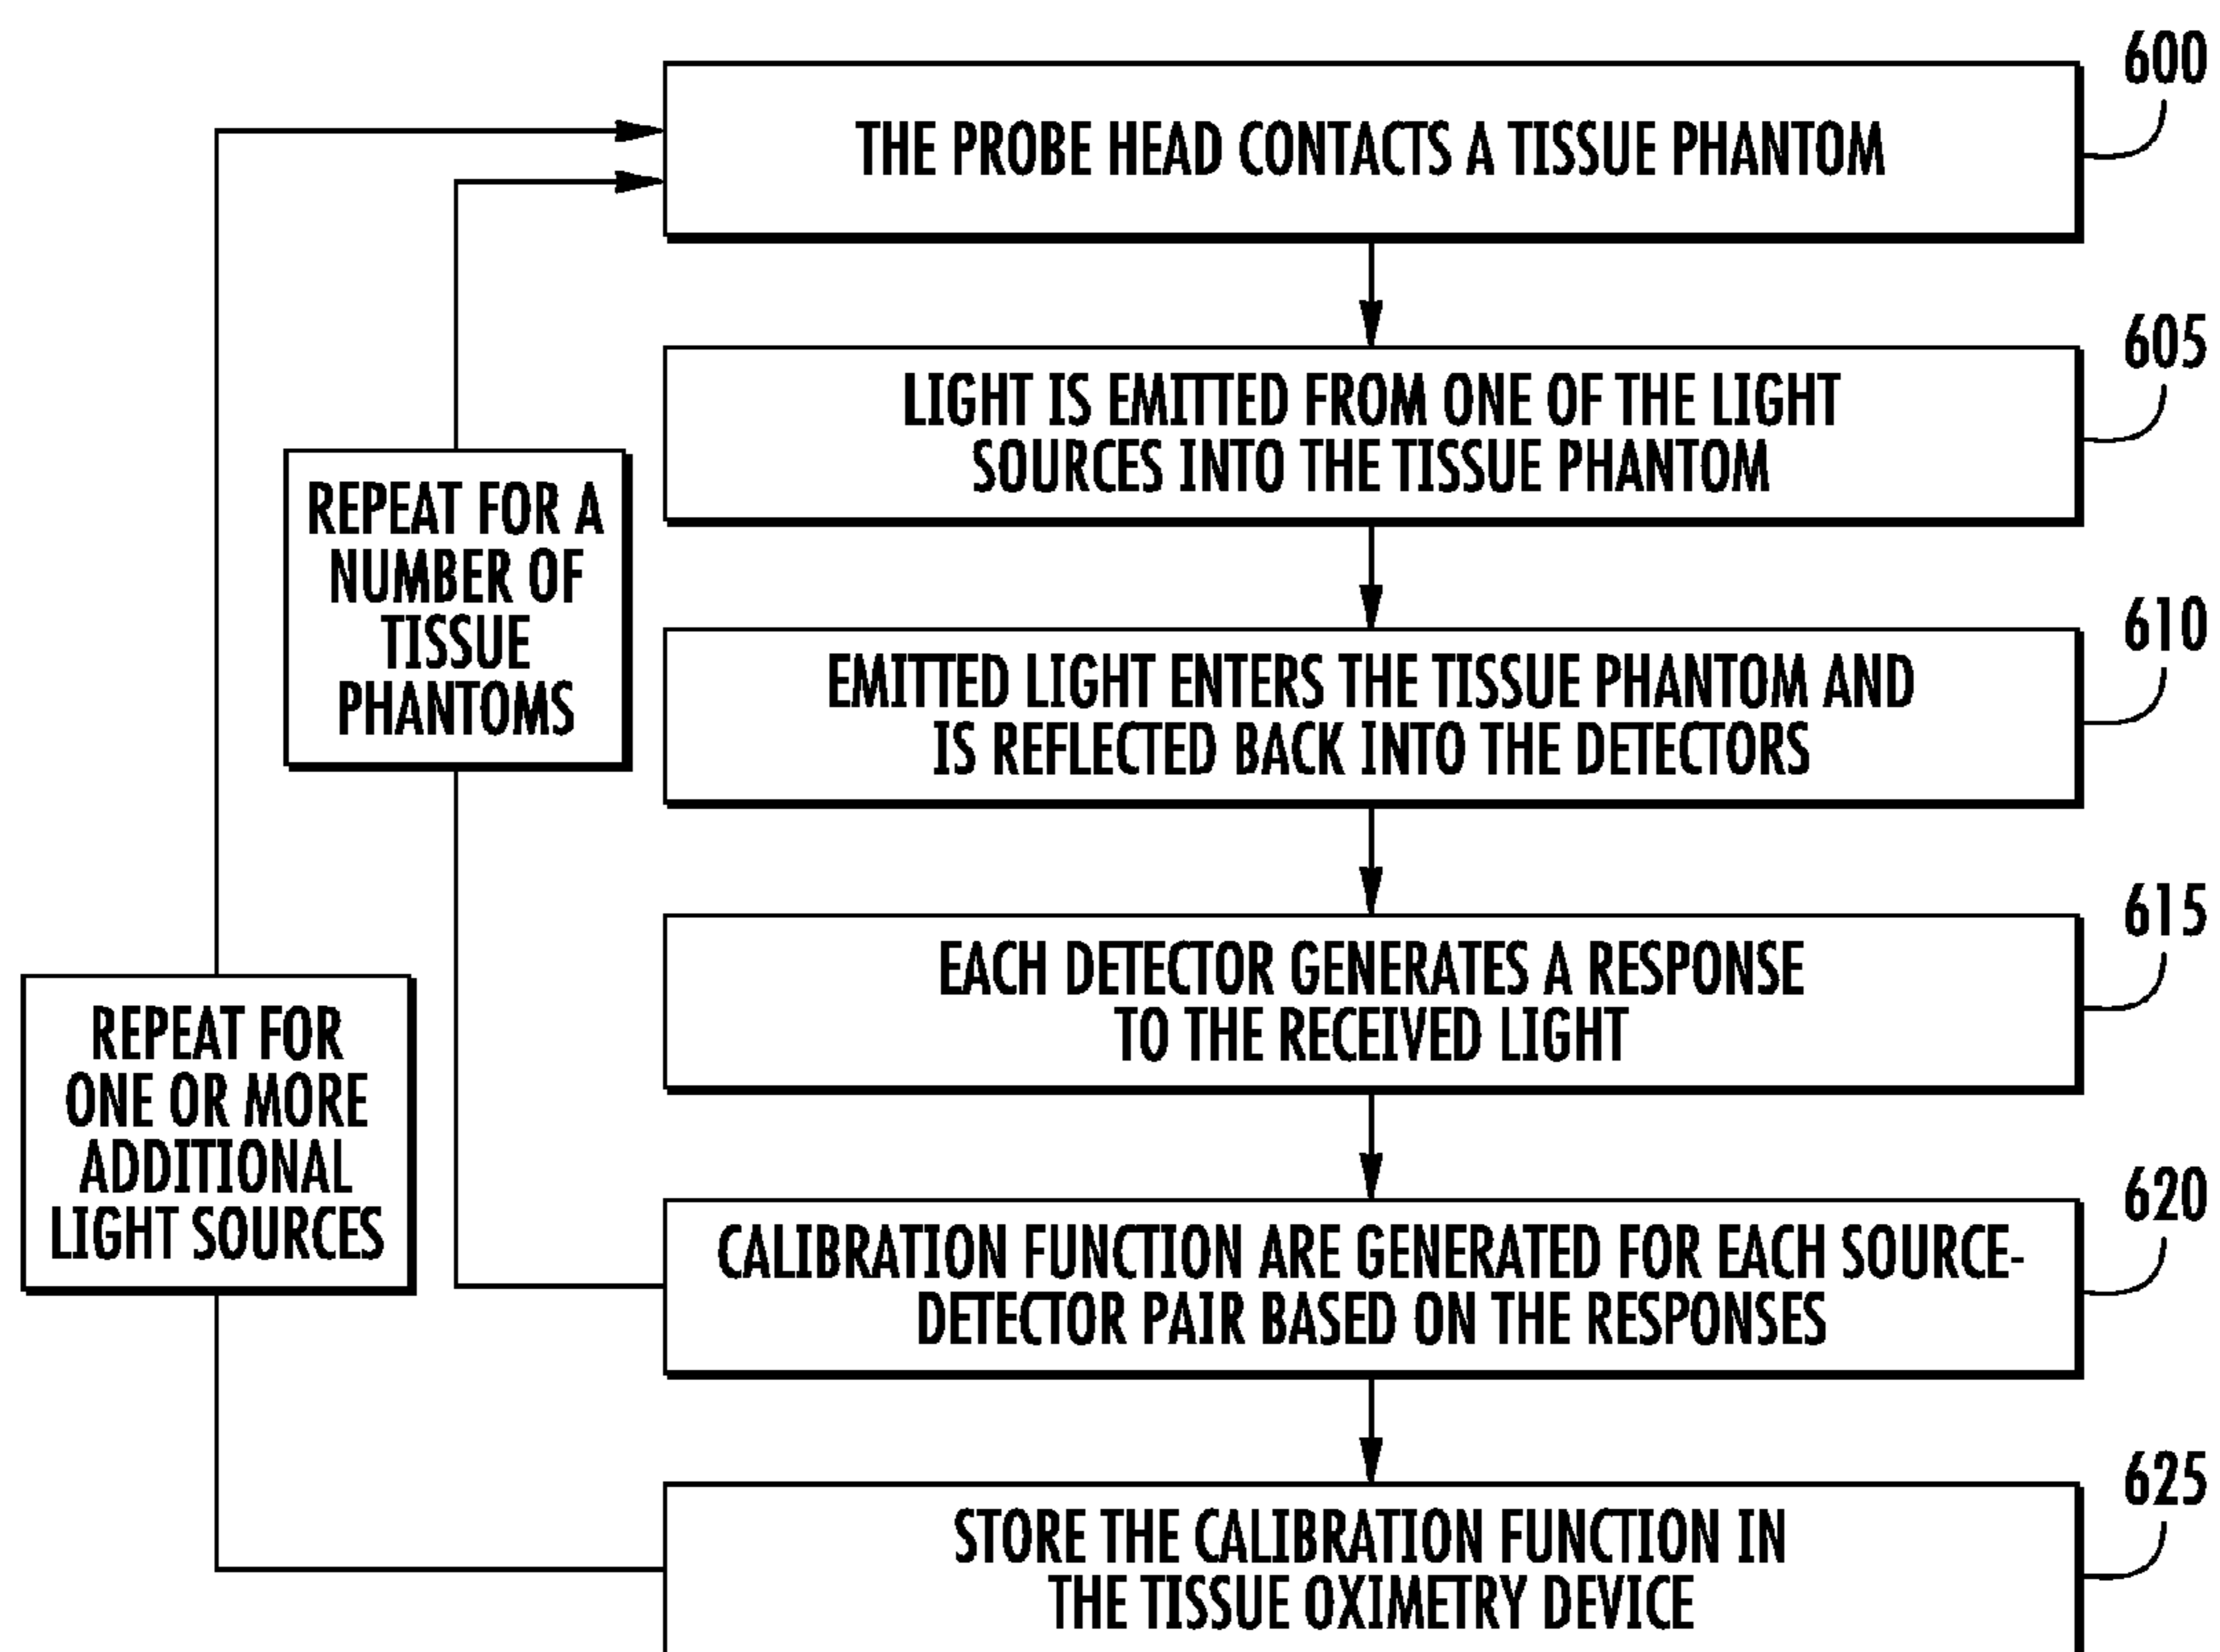 600
THE PROBE HEAD CONTACTS A TISSUE PHANTOM
605
LIGHT IS EMITTED FROM ONE OF THE LIGHT
SOURCES INTO THE TISSUE PHANTOM
REPEAT FOR A
NUMBER OF
TISSUE
PHANTOMS
610
EMITTED LIGHT ENTERS THE TISSUE PHANTOM AND
IS REFLECTED BACK INTO THE DETECTORS
615
EACH DETECTOR GENERATES A RESPONSE
TO THE RECEIVED LIGHT
REPEAT FOR
ONE OR MORE
ADDITIONAL
LIGHT SOURCES
620
CALIBRATION FUNCTION ARE GENERATED FOR EACH SOURCE-
DETECTOR PAIR BASED ON THE RESPONSES
625
STORE THE CALIBRATION FUNCTION IN
THE TISSUE OXIMETRY DEVICE